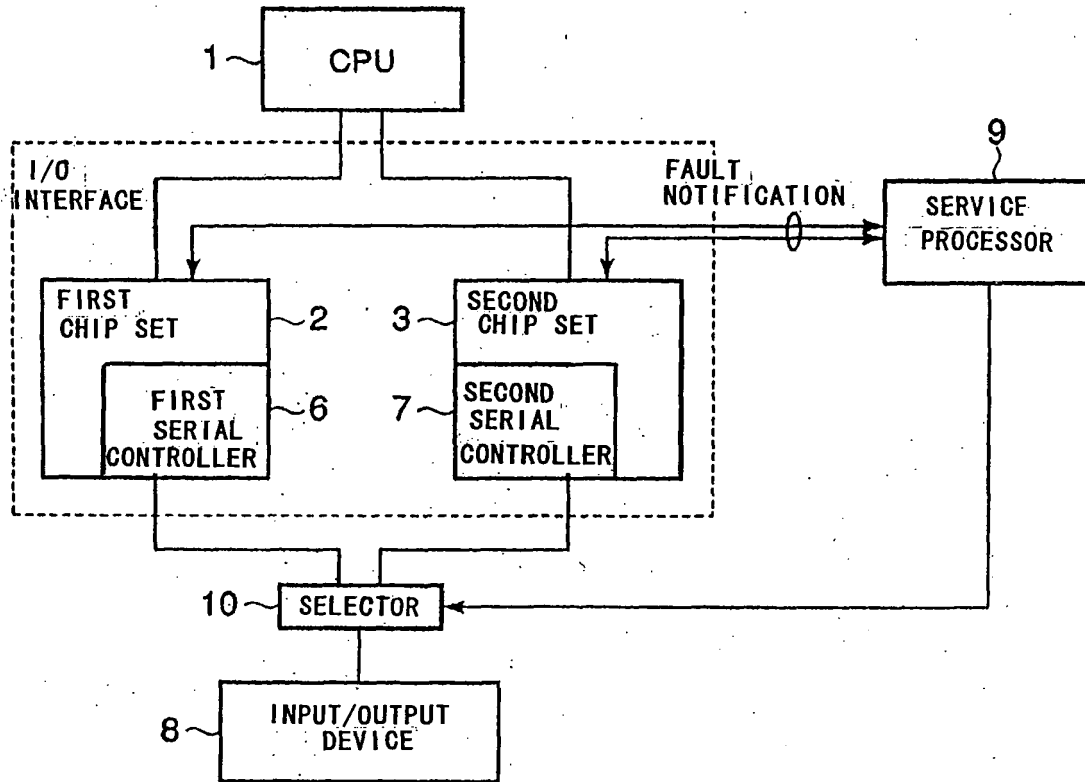 1
CPU
I/O
INTERFACE
FAULT
NOTIFICATION
9
SERVICE
PROCESSOR
FIRST
CHIP SET
2
3
SECOND
CHIP SET
FIRST
SERIAL
CONTROLLER
6
7
SECOND
SERIAL
CONTROLLER
10
SELECTOR
8
INPUT/OUTPUT
DEVICE